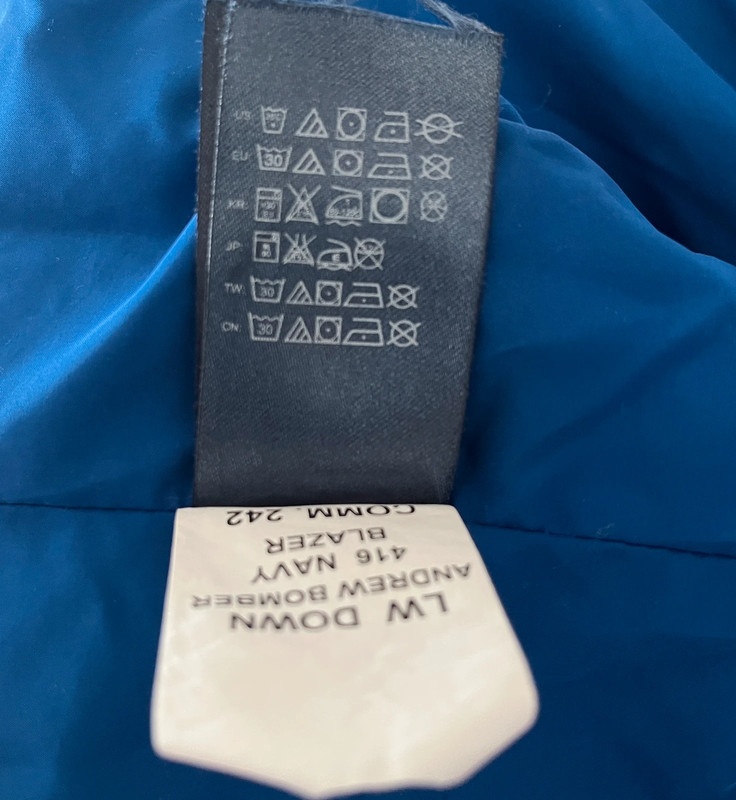 US:
EU: 30
KR:
JP:
TW: 30
CN: 30
LW DOWN
ANDREW BOMBER
416 NAVY
BLAZER
COMM. 242